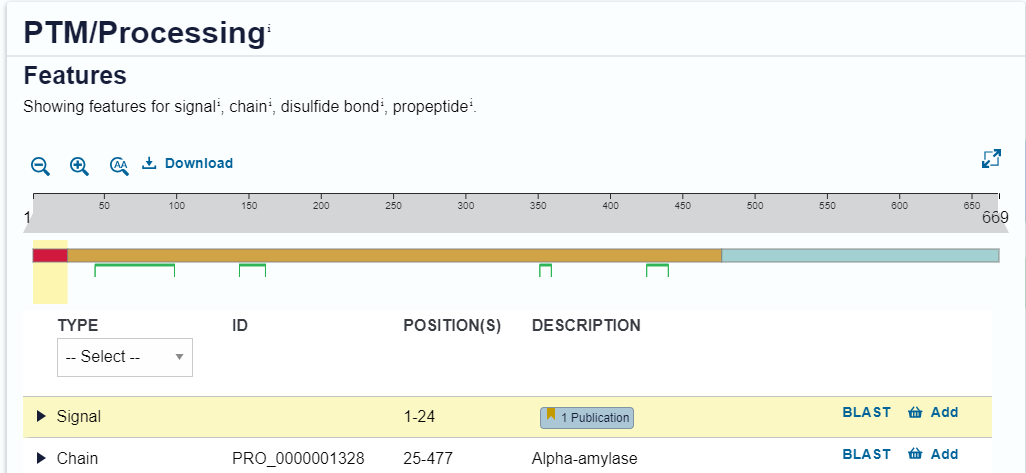 PTM/Processingⁱ
Features
Showing features for signalⁱ, chainⁱ, disulfide bondⁱ, propeptideⁱ.
AA Download
50 100 150 200 250 300 350 400 450 500 550 600 650
1 669
TYPE ID POSITION(S) DESCRIPTION
-- Select --
Signal 1-24 1 Publication BLAST Add
Chain PRO_0000001328 25-477 Alpha-amylase BLAST Add